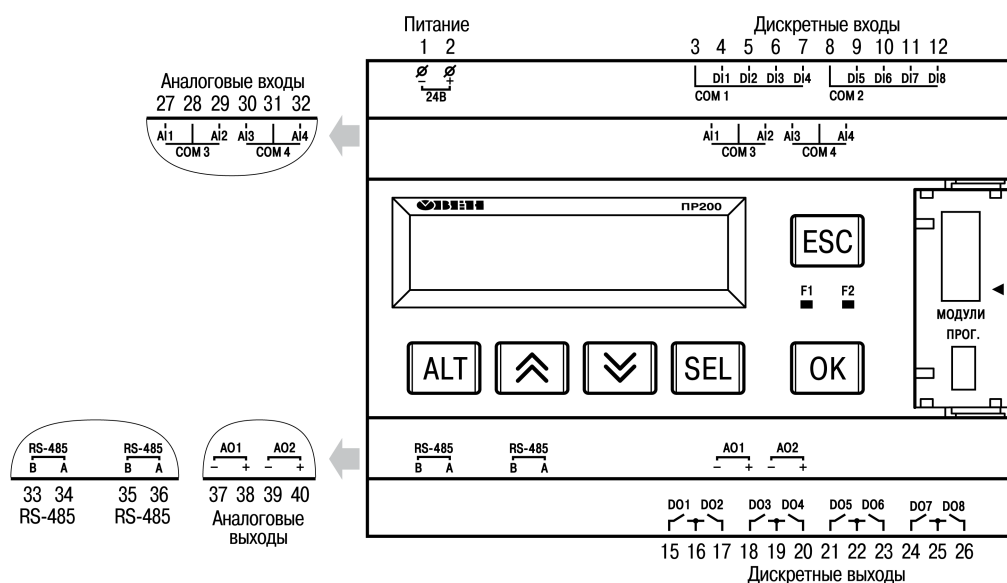 Питание
1 2
Дискретные входы
3 4 5 6 7 8 9 10 11 12
Аналоговые входы
27 28 29 30 31 32
– +
24В
DI1 DI2 DI3 DI4 DI5 DI6 DI7 DI8
COM 1 COM 2
AI1 AI2 AI3 AI4
COM 3 COM 4
AI1 AI2 AI3 AI4
COM 3 COM 4
ОВЕН ПР200
ESC
F1 F2
МОДУЛИ
ПРОГ.
ALT SEL OK
RS-485 RS-485
B A B A
33 34 35 36
RS-485 RS-485
AO1 AO2
– + – +
37 38 39 40
Аналоговые
выходы
RS-485 RS-485 AO1 AO2
B A B A – + – +
DO1 DO2 DO3 DO4 DO5 DO6 DO7 DO8
15 16 17 18 19 20 21 22 23 24 25 26
Дискретные выходы